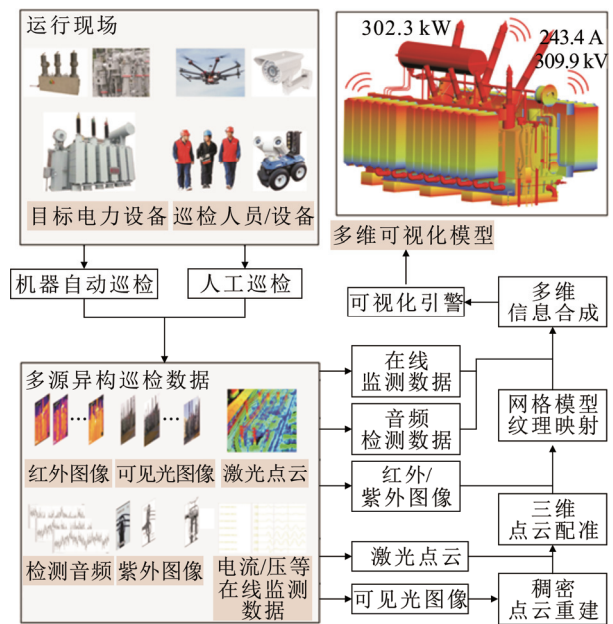 运行现场
目标电力设备
巡检人员/设备
302.3 kW
243.4 A
309.9 kV
多维可视化模型
机器自动巡检
人工巡检
可视化引警
多维
信息合成
多源异构巡检数据
红外图像
可见光图像
激光点云
检测音频
紫外图像
电流/压等
在线监测
数据
在线
监测数据
音频
检测数据
红外/
紫外图像
激光点云
可见光图像
网格模型
纹理映射
三维
点云配准
稠密
点云重建